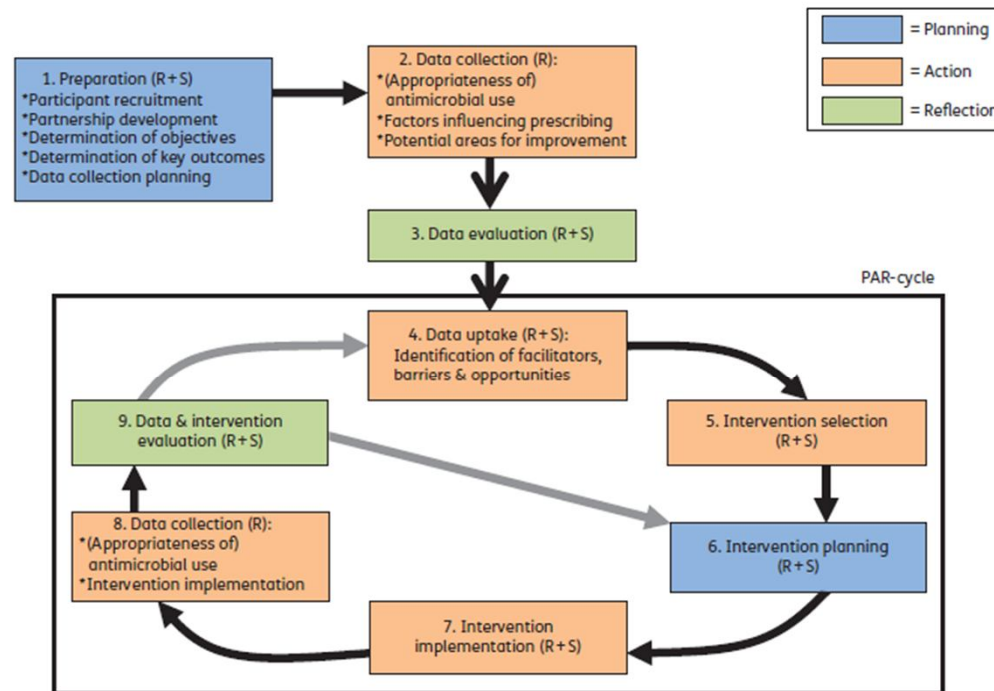 = Planning
= Action
= Reflection
1. Preparation (R+S)
*Participant recruitment
*Partnership development
*Determination of objectives
*Determination of key outcomes
*Data collection planning
2. Data collection (R):
*(Appropriateness of)
antimicrobial use
*Factors influencing prescribing
*Potential areas for improvement
3. Data evaluation (R+S)
PAR-cycle
4. Data uptake (R+S):
Identification of facilitators,
barriers & opportunities
5. Intervention selection
(R+S)
6. Intervention planning
(R+S)
7. Intervention
implementation (R+S)
8. Data collection (R):
*(Appropriateness of)
antimicrobial use
*Intervention implementation
9. Data & intervention
evaluation (R+S)